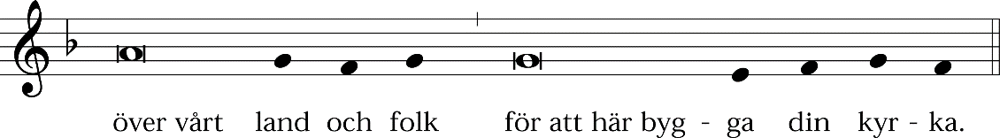 över vårt land och folk för att här byg - ga din kyr - ka.